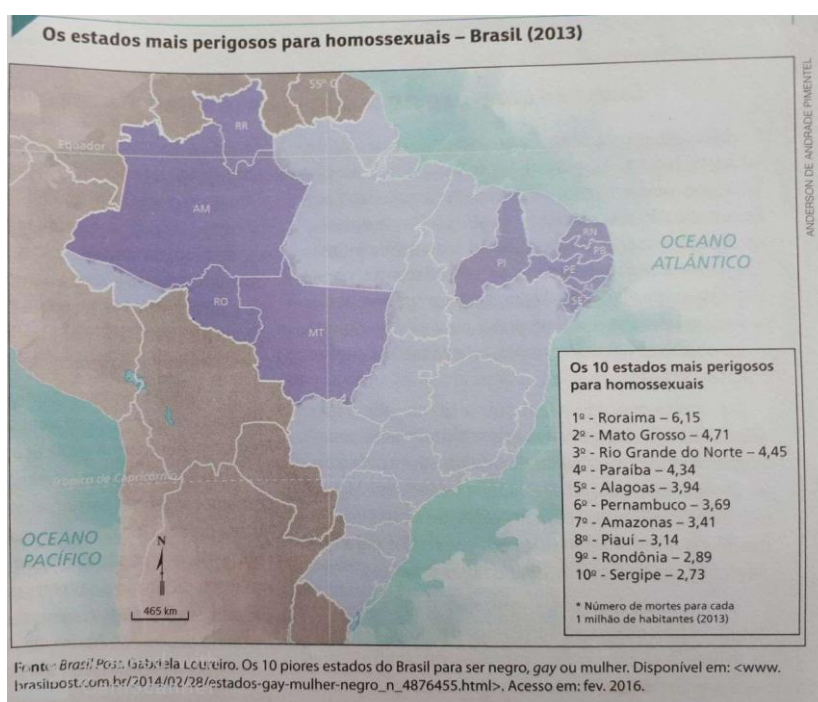 Os estados mais perigosos para homossexuais – Brasil (2013)
ANDERSON DE ANDRADE PIMENTEL
55º O
Equador
RR
AM
RO
MT
PI
RN
PB
PE
SE
OCEANO
ATLÂNTICO
Trópico de Capricórnio
OCEANO
PACÍFICO
N
465 km
Os 10 estados mais perigosos
para homossexuais
1º - Roraima – 6,15
2º - Mato Grosso – 4,71
3º - Rio Grande do Norte – 4,45
4º - Paraíba – 4,34
5º - Alagoas – 3,94
6º - Pernambuco – 3,69
7º - Amazonas – 3,41
8º - Piauí – 3,14
9º - Rondônia – 2,89
10º - Sergipe – 2,73
* Número de mortes para cada
1 milhão de habitantes (2013)
Fonte: Brasil Post. Gabriela Loureiro. Os 10 piores estados do Brasil para ser negro, gay ou mulher. Disponível em: <www.
brasilpost.com.br/2014/02/28/estados-gay-mulher-negro_n_4876455.html>. Acesso em: fev. 2016.